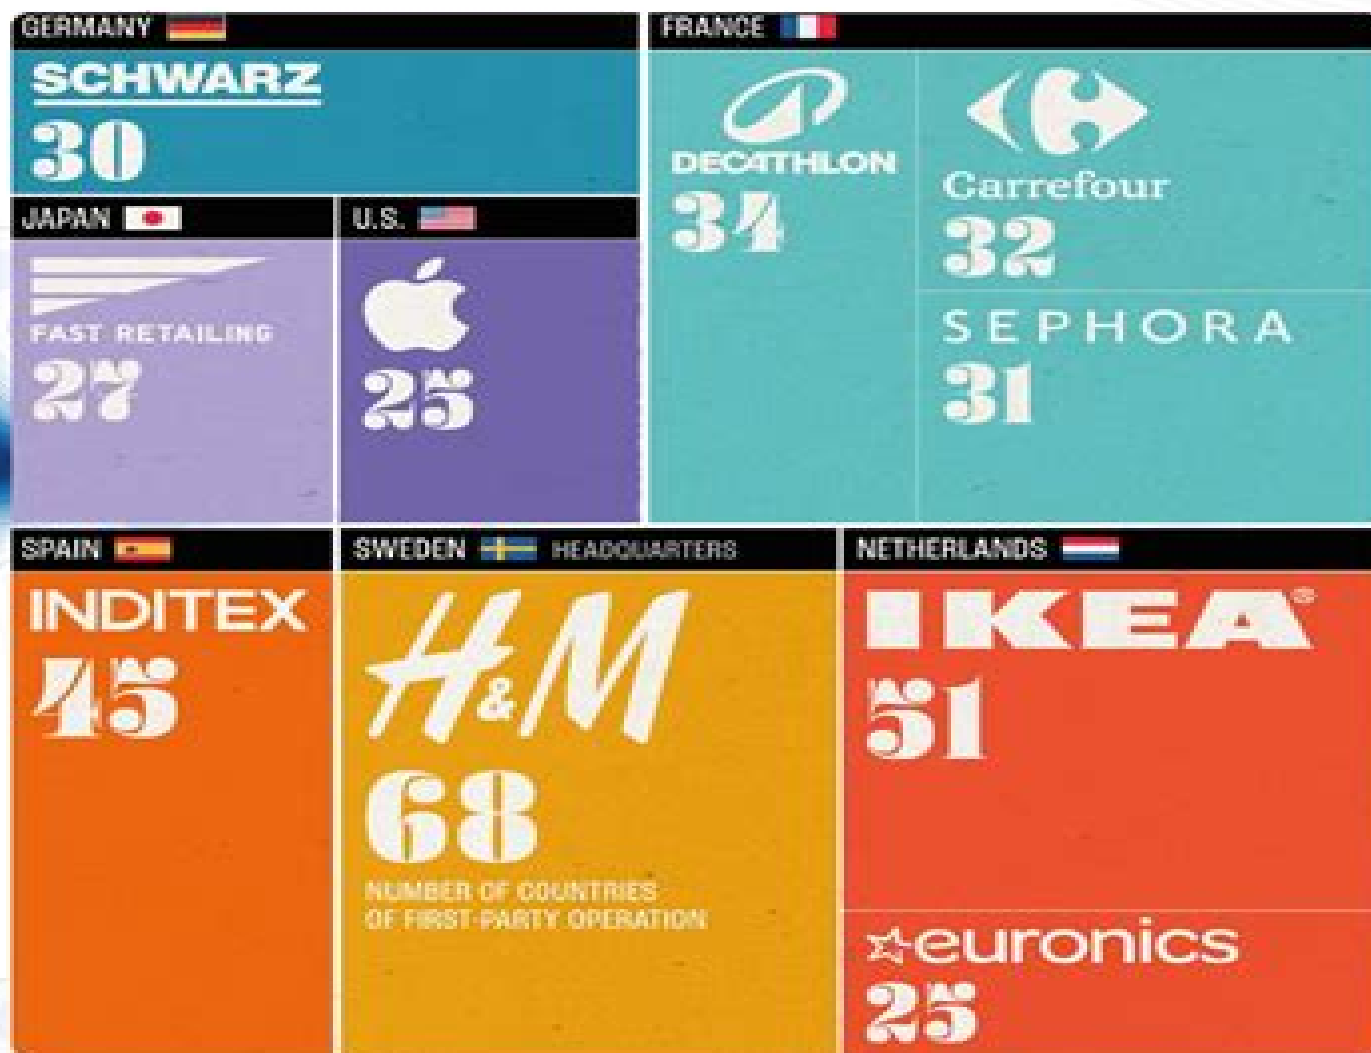 GERMANY
SCHWARZ
30
FRANCE
DECATHLON
34
Carrefour
32
SEPHORA
31
JAPAN
FAST RETAILING
27
U.S.
25
SPAIN
INDITEX
45
SWEDEN HEADQUARTERS
H&M
68
NUMBER OF COUNTRIES
OF FIRST-PARTY OPERATION
NETHERLANDS
IKEA®
51
euronics
25